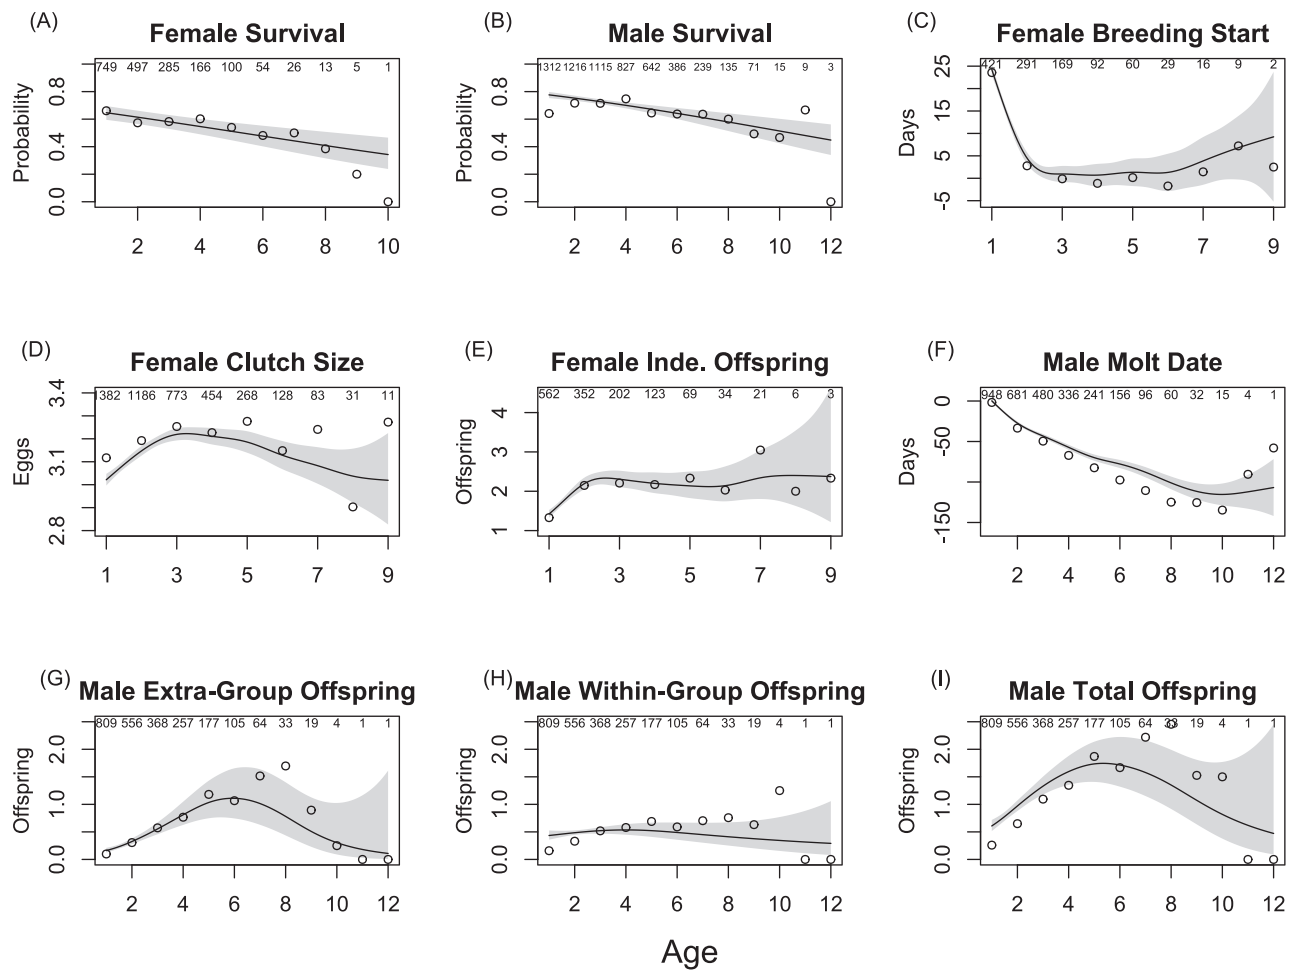 (A) Female Survival
(B) Male Survival
(C) Female Breeding Start
749 497 285 166 100 54 26 13 5 1
Probability
0.0 0.4 0.8
2 4 6 8 10
1312 1216 1115 827 642 386 239 135 71 15 9 3
Probability
0.0 0.4 0.8
2 4 6 8 10 12
421 291 169 92 60 29 16 9 2
Days
-5 5 15 25
1 3 5 7 9
(D) Female Clutch Size
(E) Female Inde. Offspring
(F) Male Molt Date
1382 1186 773 454 268 128 83 31 11
Eggs
2.8 3.1 3.4
1 3 5 7 9
562 352 202 123 69 34 21 6 3
Offspring
1 2 3 4
1 3 5 7 9
948 681 480 336 241 156 96 60 32 15 4 1
Days
-150 -50 0
2 4 6 8 10 12
(G) Male Extra-Group Offspring
(H) Male Within-Group Offspring
(I) Male Total Offspring
809 556 368 257 177 105 64 33 19 4 1 1
Offspring
0.0 1.0 2.0
2 4 6 8 10 12
809 556 368 257 177 105 64 33 19 4 1 1
Offspring
0.0 1.0 2.0
2 4 6 8 10 12
809 556 368 257 177 105 64 33 19 4 1 1
Offspring
0.0 1.0 2.0
2 4 6 8 10 12
Age